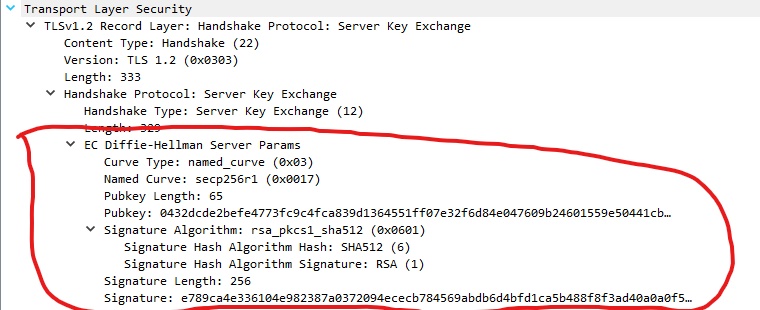 Transport Layer Security
TLSv1.2 Record Layer: Handshake Protocol: Server Key Exchange
Content Type: Handshake (22)
Version: TLS 1.2 (0x0303)
Length: 333
Handshake Protocol: Server Key Exchange
Handshake Type: Server Key Exchange (12)
Length: 329
EC Diffie-Hellman Server Params
Curve Type: named_curve (0x03)
Named Curve: secp256r1 (0x0017)
Pubkey Length: 65
Pubkey: 0432dcde2befe4773fc9c4fca839d1364551ff07e32f6d84e047609b24601559e50441cb…
Signature Algorithm: rsa_pkcs1_sha512 (0x0601)
Signature Hash Algorithm Hash: SHA512 (6)
Signature Hash Algorithm Signature: RSA (1)
Signature Length: 256
Signature: e789ca4e336104e982387a0372094ececb784569abdb6d4bfd1ca5b488f8f3ad40a0a0f5…